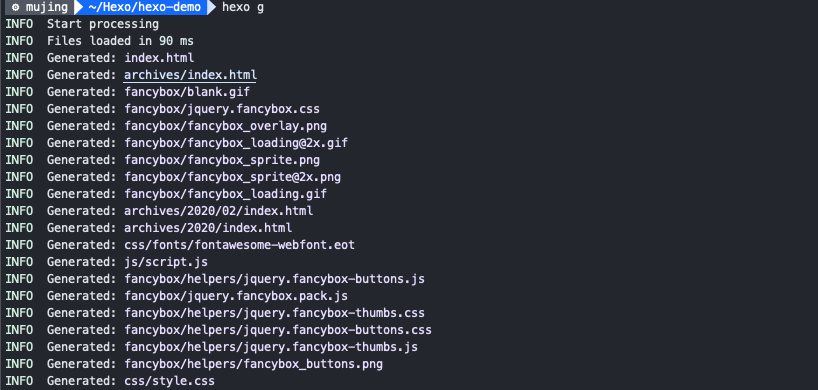 ⚙ mujing ~/Hexo/hexo-demo hexo g
INFO  Start processing
INFO  Files loaded in 90 ms
INFO  Generated: index.html
INFO  Generated: archives/index.html
INFO  Generated: fancybox/blank.gif
INFO  Generated: fancybox/jquery.fancybox.css
INFO  Generated: fancybox/fancybox_overlay.png
INFO  Generated: fancybox/fancybox_loading@2x.gif
INFO  Generated: fancybox/fancybox_sprite.png
INFO  Generated: fancybox/fancybox_sprite@2x.png
INFO  Generated: fancybox/fancybox_loading.gif
INFO  Generated: archives/2020/02/index.html
INFO  Generated: archives/2020/index.html
INFO  Generated: css/fonts/fontawesome-webfont.eot
INFO  Generated: js/script.js
INFO  Generated: fancybox/helpers/jquery.fancybox-buttons.js
INFO  Generated: fancybox/jquery.fancybox.pack.js
INFO  Generated: fancybox/helpers/jquery.fancybox-thumbs.css
INFO  Generated: fancybox/helpers/jquery.fancybox-buttons.css
INFO  Generated: fancybox/helpers/jquery.fancybox-thumbs.js
INFO  Generated: fancybox/helpers/fancybox_buttons.png
INFO  Generated: css/style.css